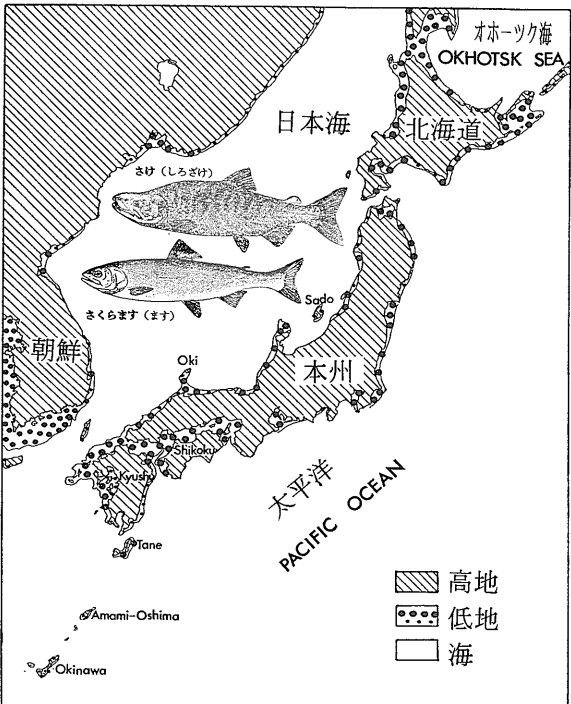 オホーツク海
OKHOTSK SEA
日本海
北海道
さけ（しろざけ）
さくらます（ます）
Sado
朝鮮
Oki
本州
Shikoku
Kyushu
太平洋
PACIFIC OCEAN
Tane
Amami-Oshima
Okinawa
高地
低地
海